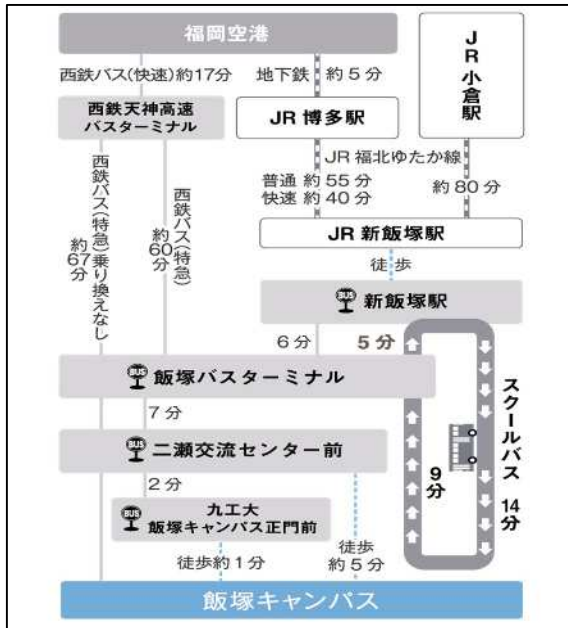 福岡空港
西鉄バス(快速)約17分
地下鉄 約5分
JR小倉駅
西鉄天神高速
バスターミナル
JR 博多駅
JR 福北ゆたか線
普通 約55分
快速 約40分
約80分
西鉄バス(特急)乗り換えなし
約67分
西鉄バス(特急)
約60分
JR 新飯塚駅
徒歩
BUS 新飯塚駅
6分
5分
BUS 飯塚バスターミナル
スクールバス
7分
BUS 二瀬交流センター前
9分
14分
2分
BUS 九工大
飯塚キャンパス正門前
徒歩約1分
徒歩
約5分
飯塚キャンパス